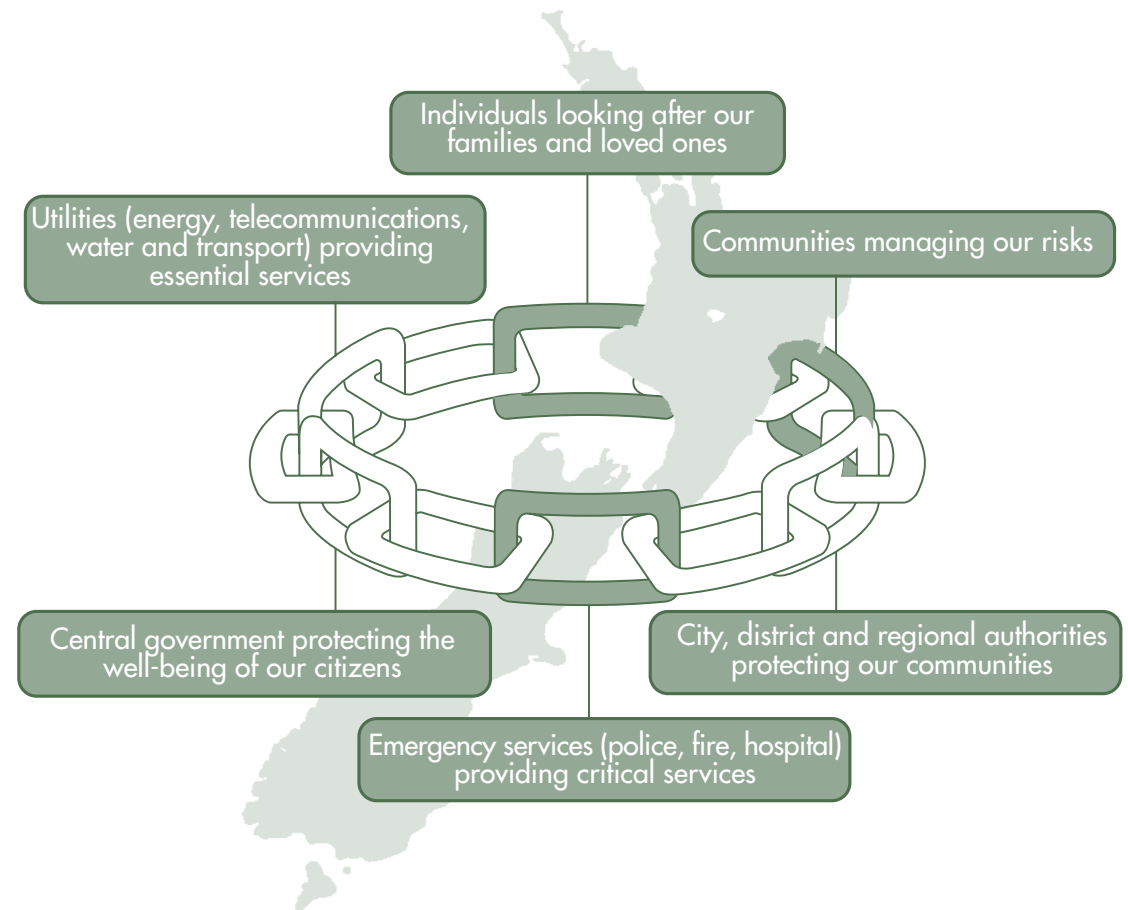 Individuals looking after our
families and loved ones
Utilities (energy, telecommunications,
water and transport) providing
essential services
Communities managing our risks
Central government protecting the
well-being of our citizens
City, district and regional authorities
protecting our communities
Emergency services (police, fire, hospital)
providing critical services